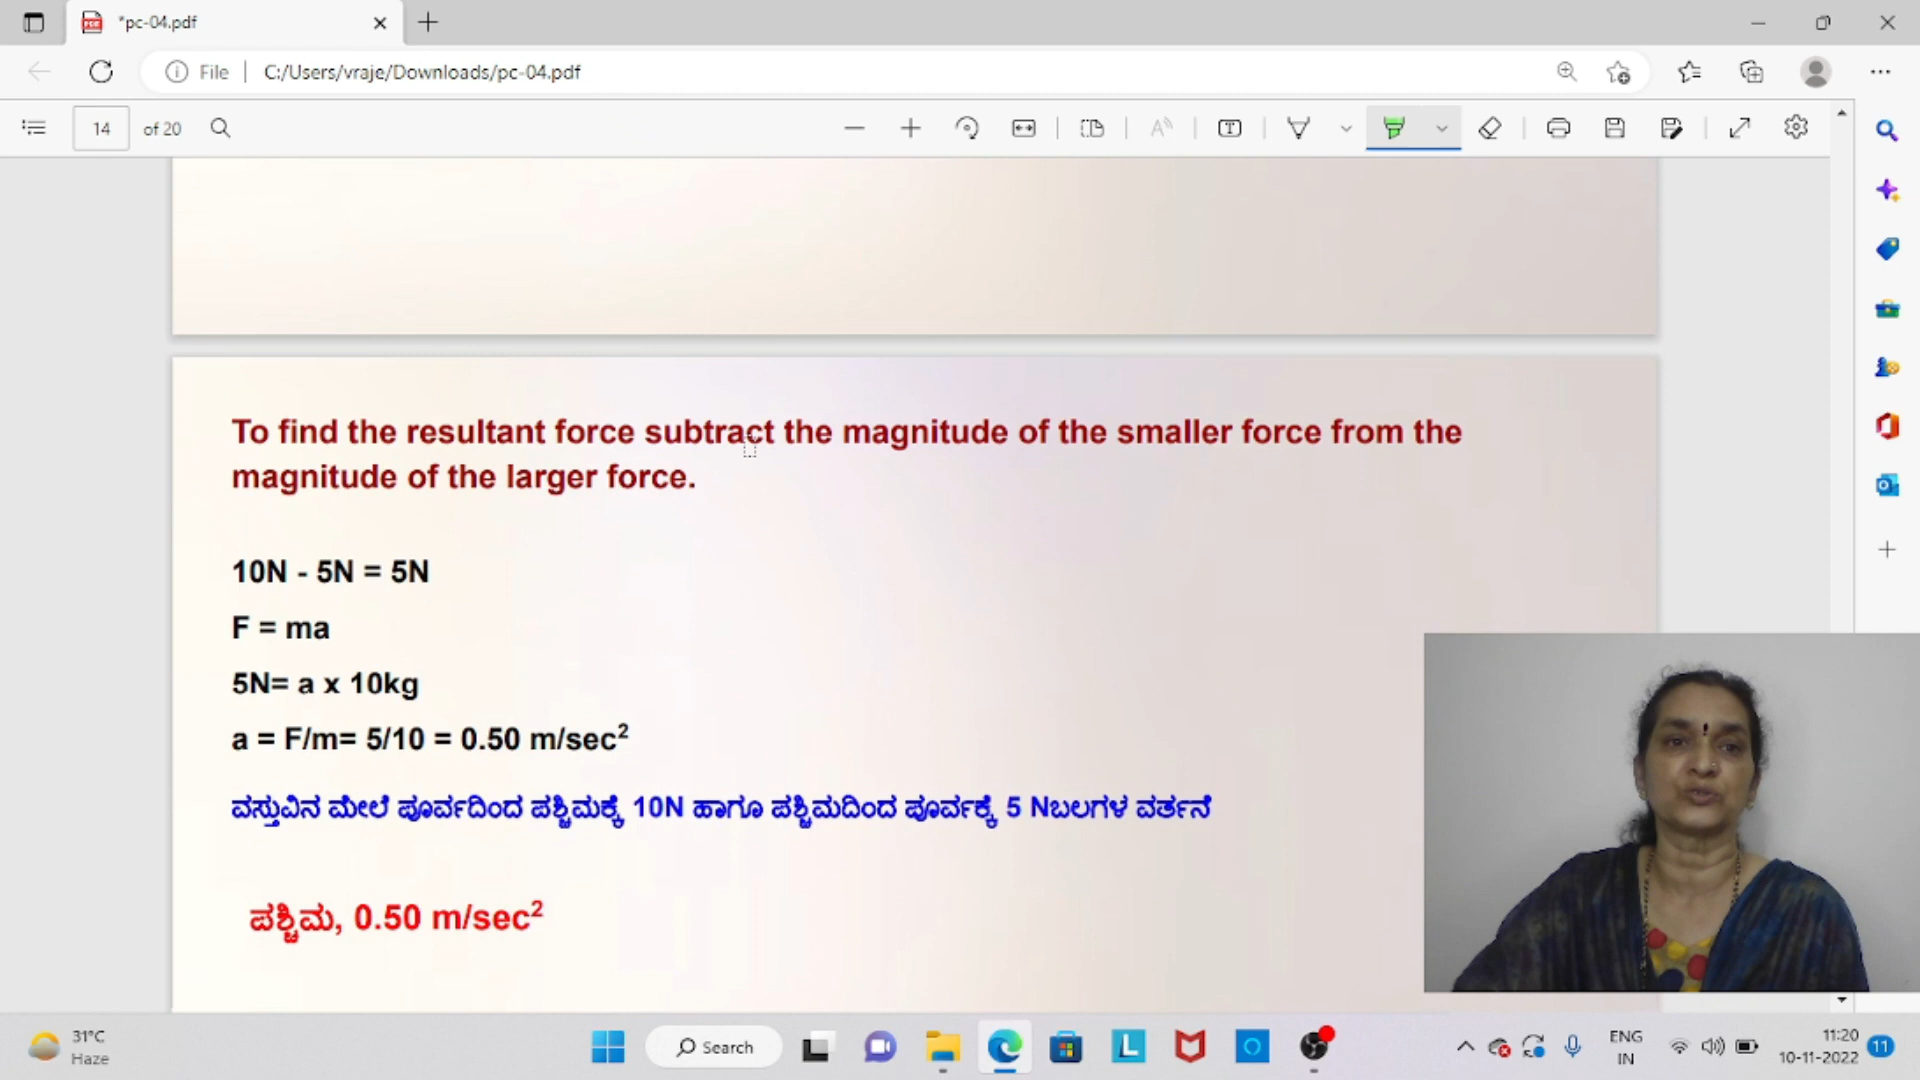 *pc-04.pdf
File
C:/Users/vraje/Downloads/pc-04.pdf
14 of 20
To find the resultant force subtract the magnitude of the smaller force from the
magnitude of the larger force.
10N - 5N = 5N
F = ma
5N= a x 10kg
a = F/m= 5/10 = 0.50 m/sec²
ವಸ್ತುವಿನ ಮೇಲೆ ಪೂರ್ವದಿಂದ ಪಶ್ಚಿಮಕ್ಕೆ 10N ಹಾಗೂ ಪಶ್ಚಿಮದಿಂದ ಪೂರ್ವಕ್ಕೆ 5 Nಬಲಗಳ ವರ್ತನೆ
ಪಶ್ಚಿಮ, 0.50 m/sec²
31°C
Haze
Search
ENG
IN
11:20
10-11-2022
11